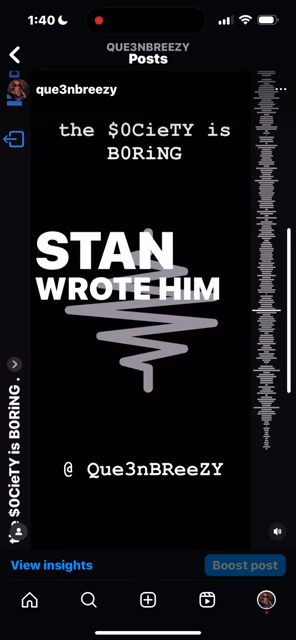 1:40
QUE3NBREEZY
Posts
que3nbreezy
the $0CieTY is
B0RiNG
STAN
WROTE HIM
@ Que3nBReeZY
the $0CieTY is B0RiNG .
View insights
Boost post